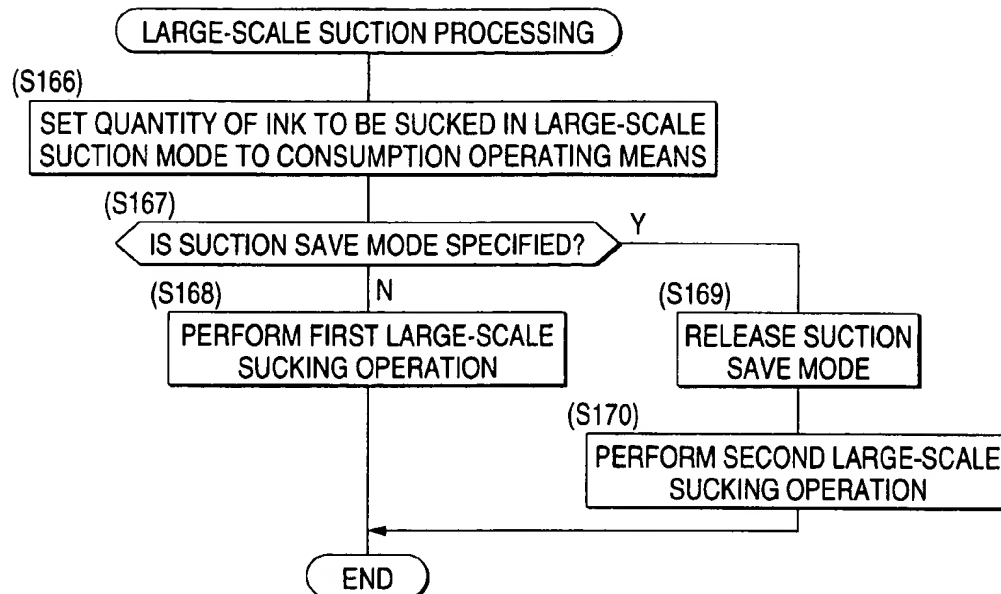 LARGE-SCALE SUCTION PROCESSING
(S166)
SET QUANTITY OF INK TO BE SUCKED IN LARGE-SCALE
SUCTION MODE TO CONSUMPTION OPERATING MEANS
(S167)
IS SUCTION SAVE MODE SPECIFIED?
Y
N
(S168)
PERFORM FIRST LARGE-SCALE
SUCKING OPERATION
(S169)
RELEASE SUCTION
SAVE MODE
(S170)
PERFORM SECOND LARGE-SCALE
SUCKING OPERATION
END